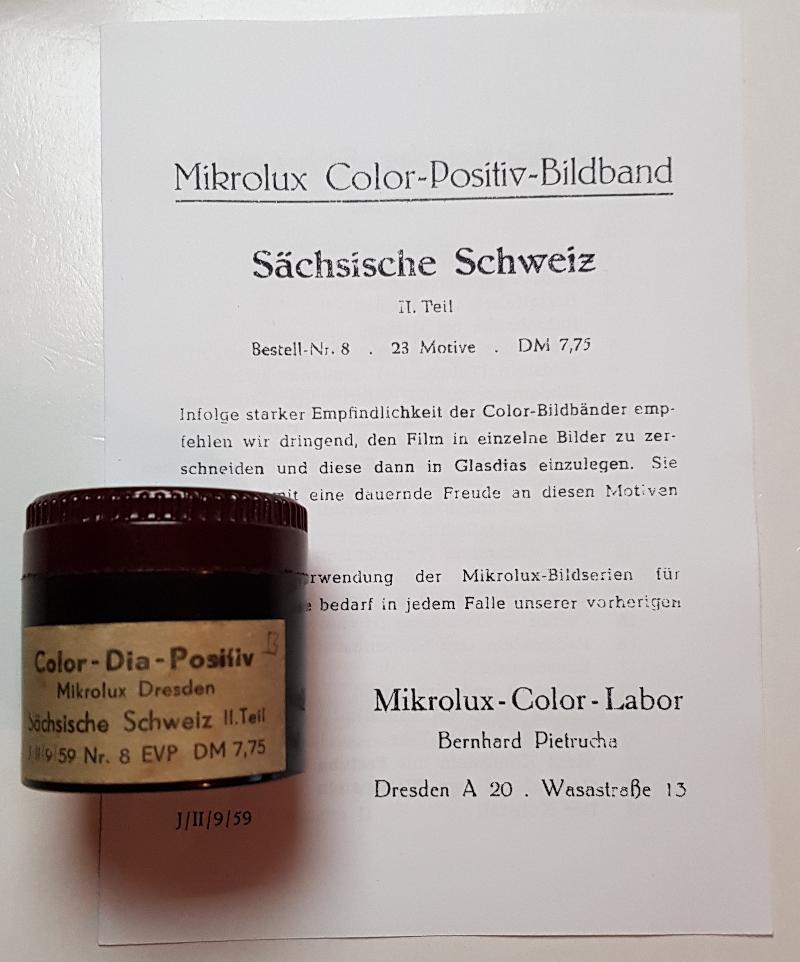 Mikrolux Color-Positiv-Bildband
Sächsische Schweiz
II. Teil
Bestell-Nr. 8 . 23 Motive . DM 7,75
Infolge starker Empfindlichkeit der Color-Bildbänder emp-
fehlen wir dringend, den Film in einzelne Bilder zu zer-
schneiden und diese dann in Glasdias einzulegen. Sie
eine dauernde Freude an diesen Motiven
der Mikrolux-Bildserien für
bedarf in jedem Falle unserer vorherigen
Mikrolux-Color-Labor
Bernhard Pietrucha
Dresden A 20 . Wasastraße 13
J/II/9/59
Color-Dia-Positiv B
Mikrolux Dresden
Sächsische Schweiz II. Teil
J/II/9/59 Nr. 8 EVP DM 7,75